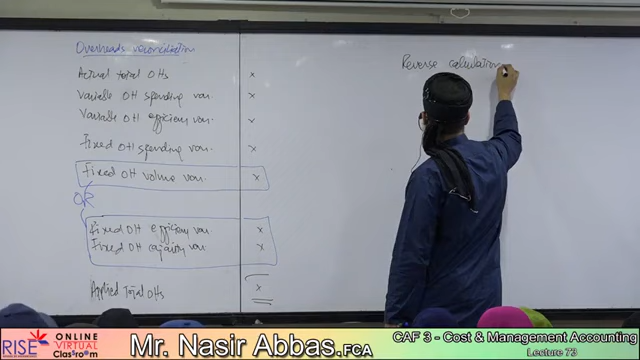 Overheads reconciliation
Actual total OHs x
Variable OH spending var. x
Variable OH efficiency var. x
Fixed OH spending var. x
Fixed OH volume var. x
OR
Fixed OH efficiency var. x
Fixed OH capacity var. x
Applied total OHs x
Reverse calculation
RISE ONLINE VIRTUAL Classroom
Mr. Nasir Abbas.FCA
CAF 3 - Cost & Management Accounting
Lecture 73